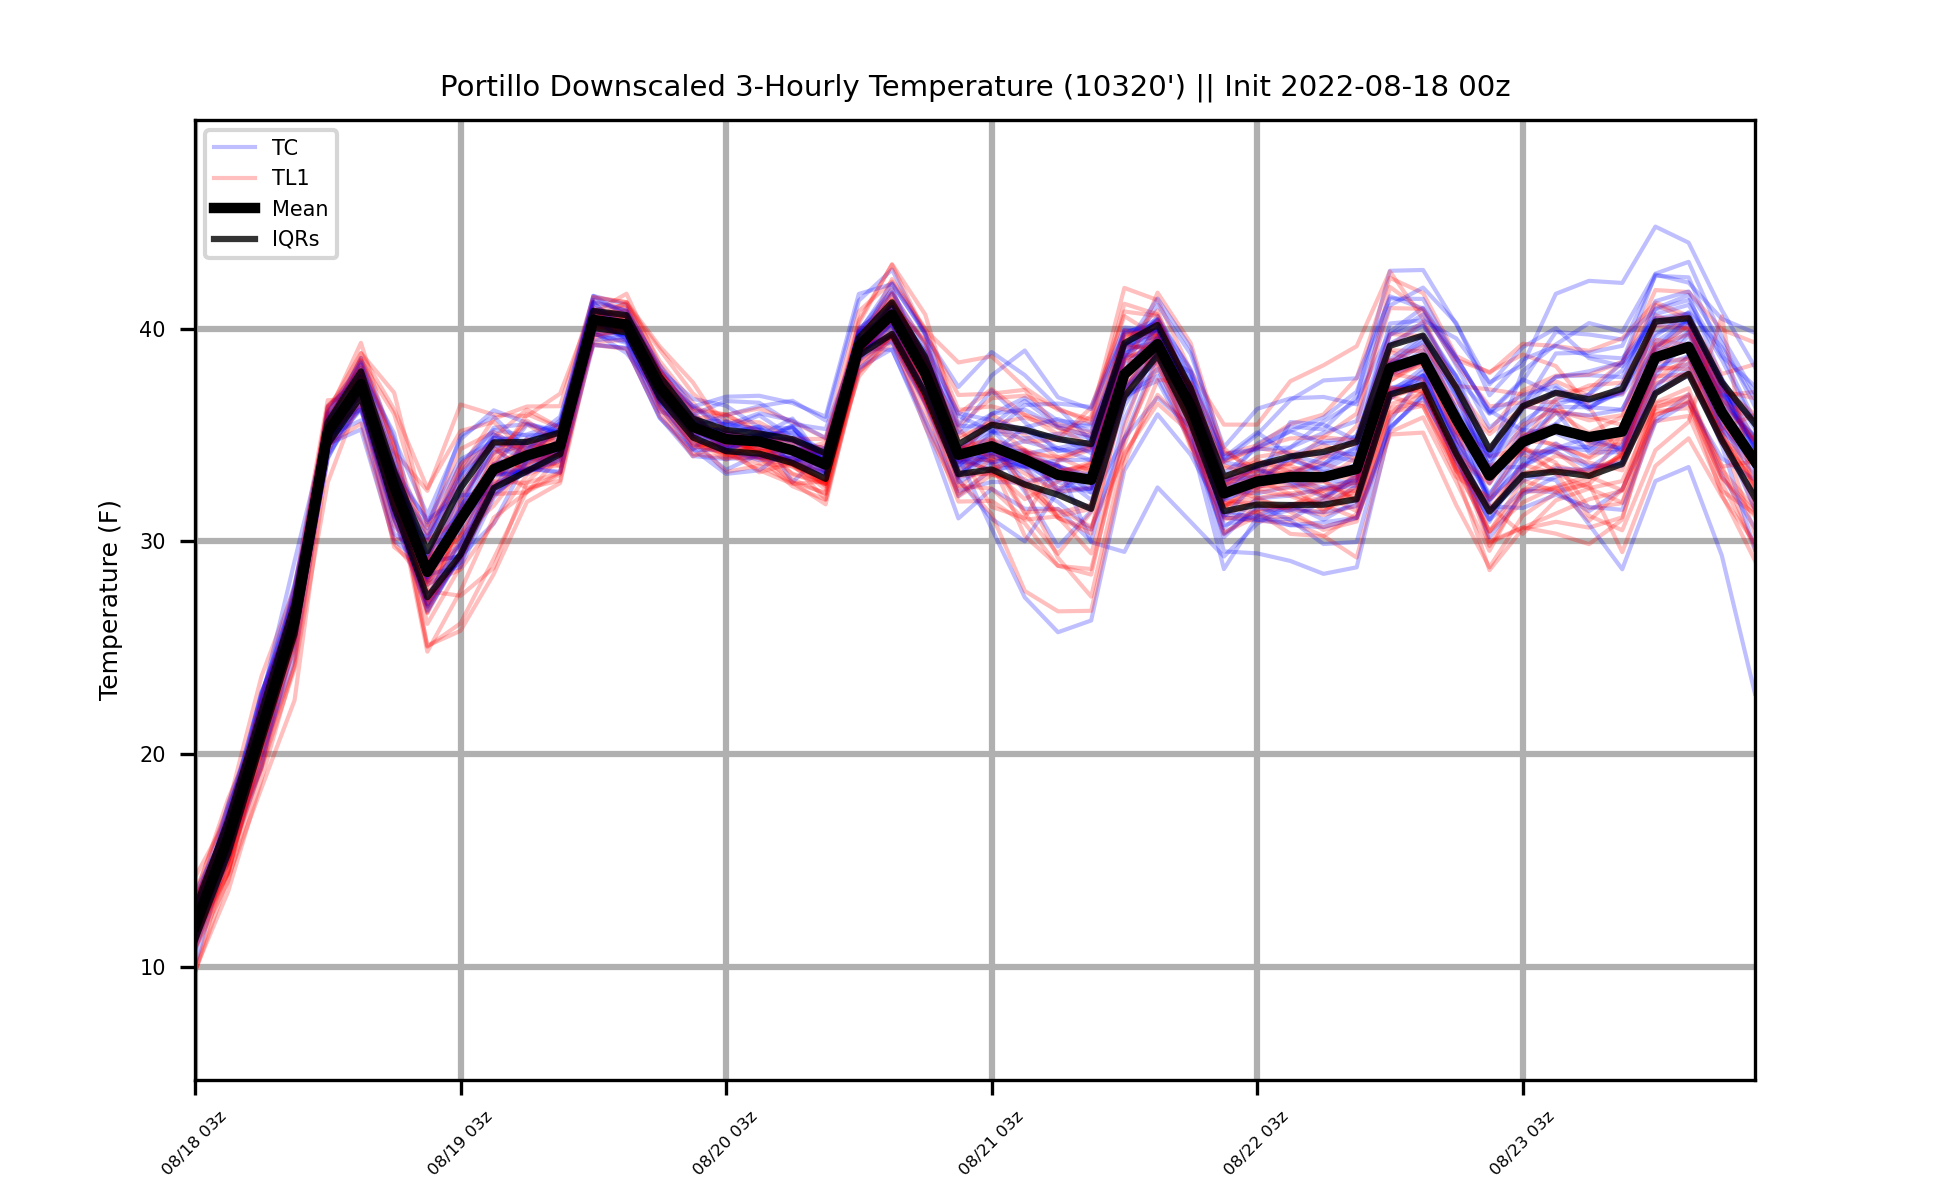 Portillo Downscaled 3-Hourly Temperature (10320') || Init 2022-08-18 00z
TC
TL1
Mean
IQRs
Temperature (F)
40
30
20
10
08/18 03z
08/19 03z
08/20 03z
08/21 03z
08/22 03z
08/23 03z